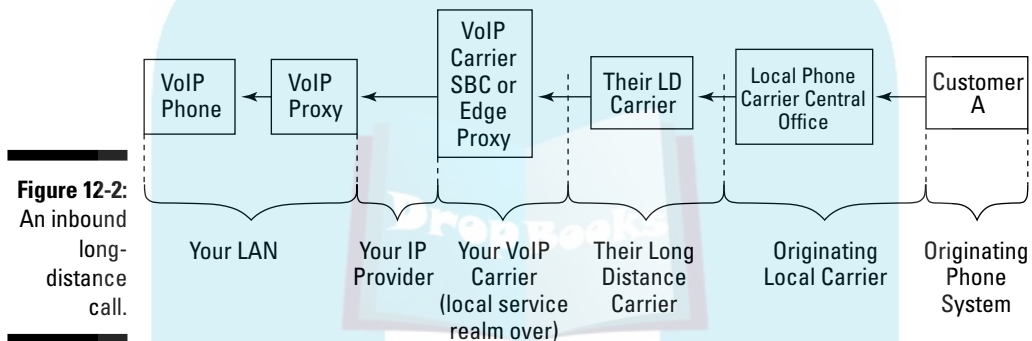 VoIP
Phone
VoIP
Proxy
VoIP
Carrier
SBC or
Edge
Proxy
Their LD
Carrier
Local Phone
Carrier Central
Office
Customer
A
Figure 12-2:
An inbound
long-
distance
call.
Your LAN
Your IP
Provider
Your VoIP
Carrier
(local service
realm over)
Their Long
Distance
Carrier
Originating
Local Carrier
Originating
Phone
System
DropBooks